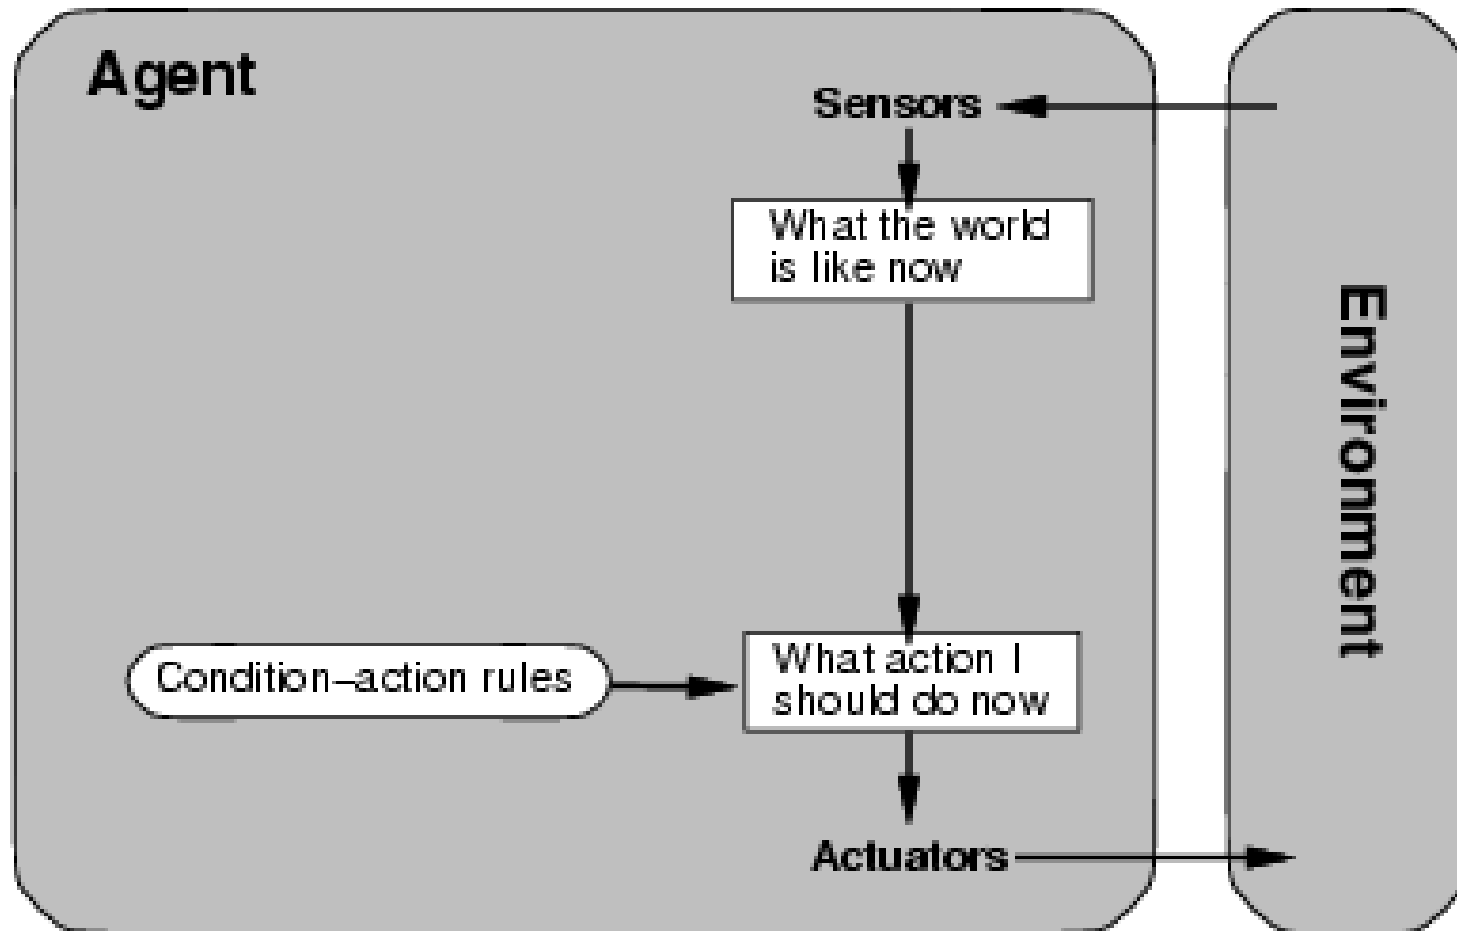 Agent
Sensors
What the world
is like now
Environment
Condition–action rules
What action I
should do now
Actuators